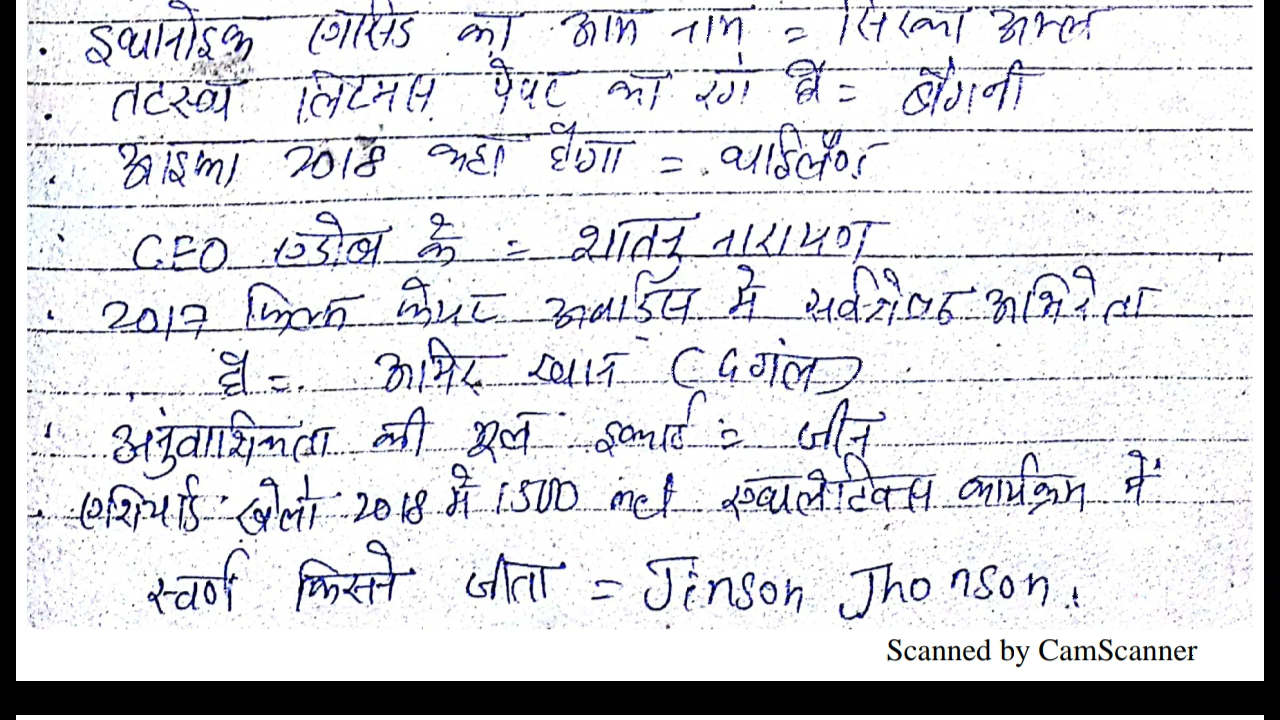 . इथानोइक एसिड का आम नाम = सिरका अम्ल
. तटस्थ लिटमस पेपर का रंग है = बैंगनी
. आइफा 2018 कहाँ होगा = थाईलैंड
. CEO एडोब के = शांतनु नारायण
. 2017 फिल्म फेयर अवार्ड्स में सर्वश्रेष्ठ अभिनेता
है = आमिर खान (दंगल)
. अनुवांशिकता की मूल इकाई = जीन
. एशियाई खेलों 2018 में 1500 एथलेटिक्स कार्यक्रम में
स्वर्ण किसने जीता = Jinson Jhonson.
Scanned by CamScanner